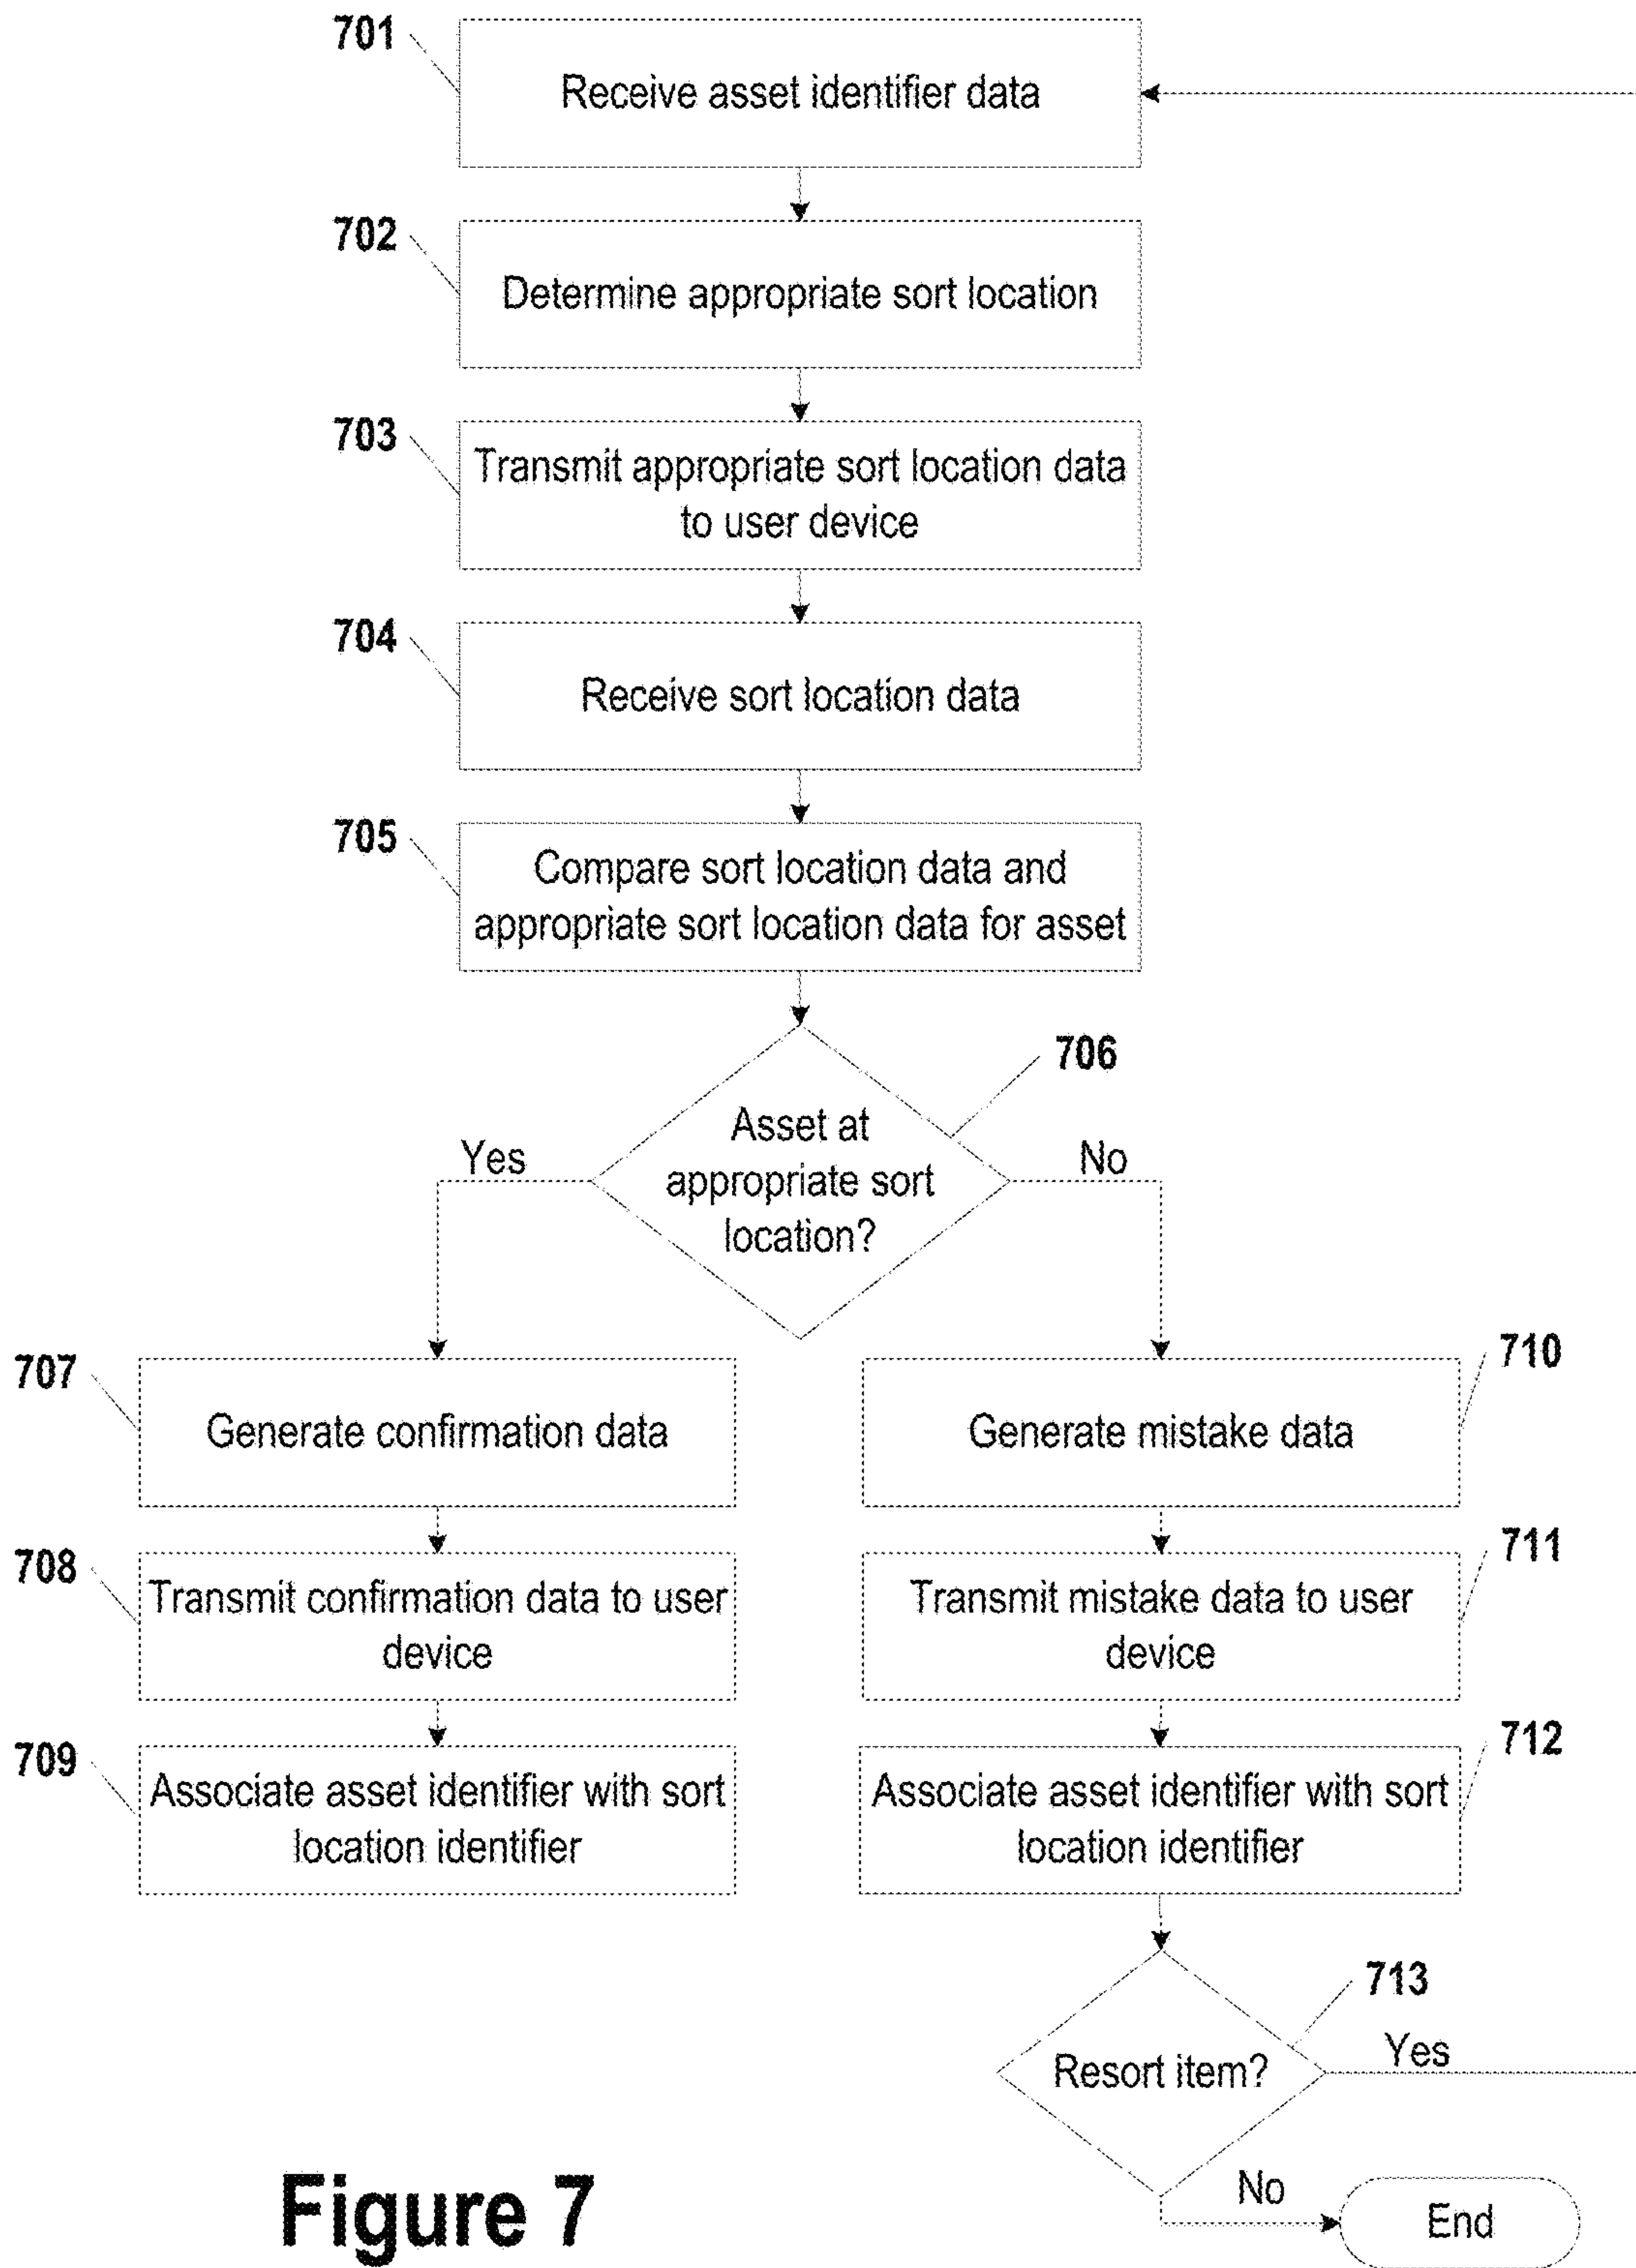 701
Receive asset identifier data
702
Determine appropriate sort location
703
Transmit appropriate sort location data
to user device
704
Receive sort location data
705
Compare sort location data and
appropriate sort location data for asset
706
Asset at
appropriate sort
location?
Yes
No
707
Generate confirmation data
710
Generate mistake data
708
Transmit confirmation data to user
device
711
Transmit mistake data to user
device
709
Associate asset identifier with sort
location identifier
712
Associate asset identifier with sort
location identifier
713
Resort item?
Yes
No
End
Figure 7